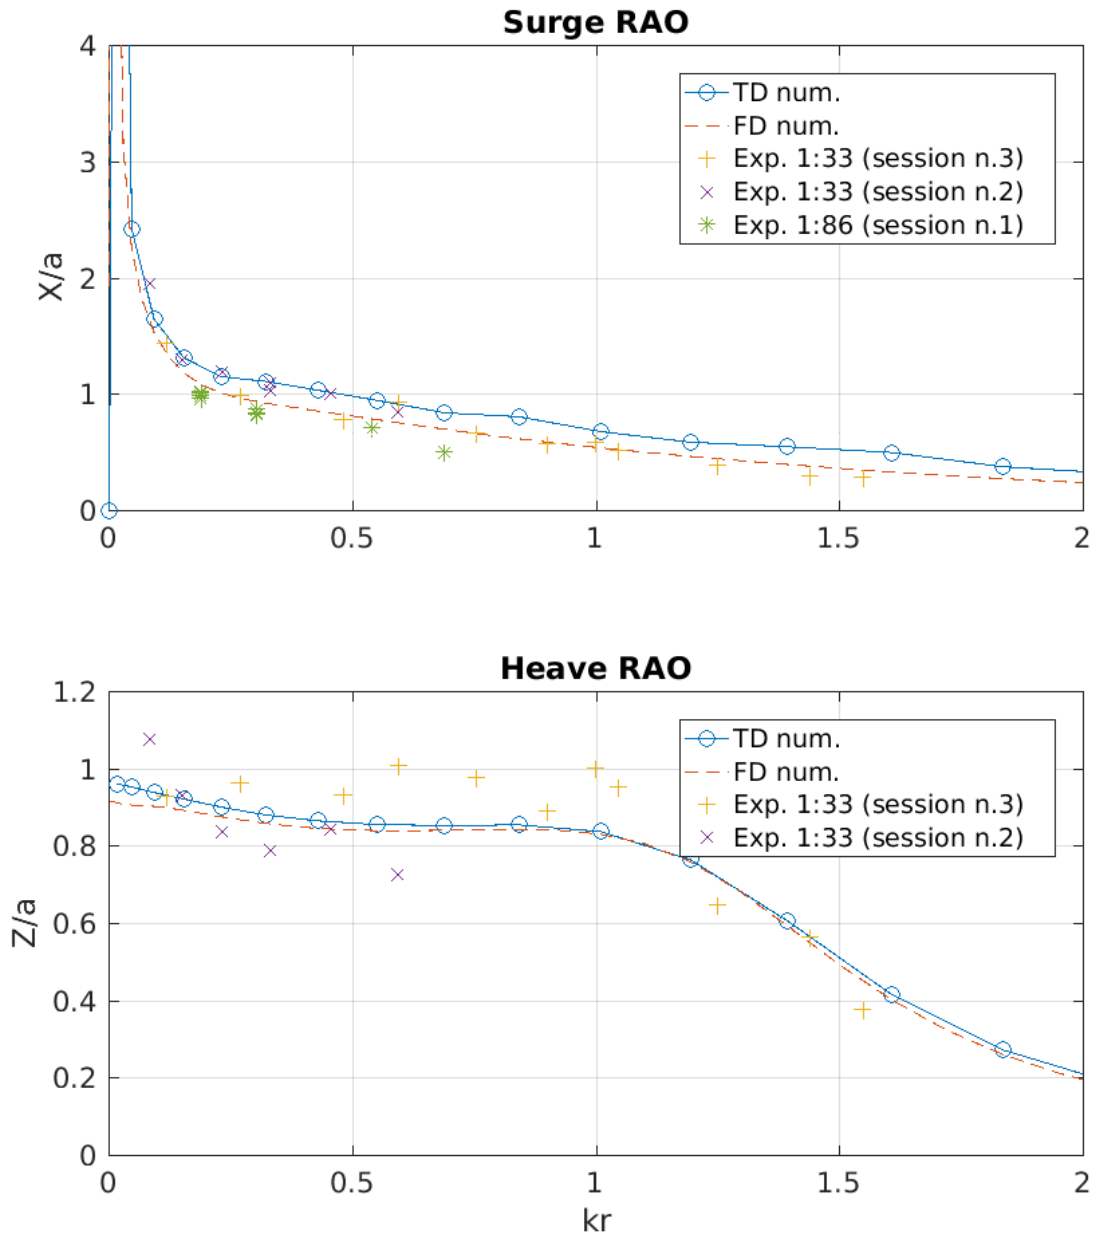 Surge RAO
4
3
2
1
0
X/a
TD num.
FD num.
Exp. 1:33 (session n.3)
Exp. 1:33 (session n.2)
Exp. 1:86 (session n.1)
0 0.5 1 1.5 2
Heave RAO
1.2
1
0.8
0.6
0.4
0.2
0
Z/a
TD num.
FD num.
Exp. 1:33 (session n.3)
Exp. 1:33 (session n.2)
0 0.5 1 1.5 2
kr